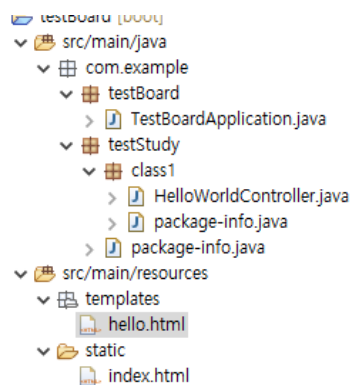 testBoard [boot]
src/main/java
com.example
testBoard
TestBoardApplication.java
testStudy
class1
HelloWorldController.java
package-info.java
package-info.java
src/main/resources
templates
hello.html
static
index.html